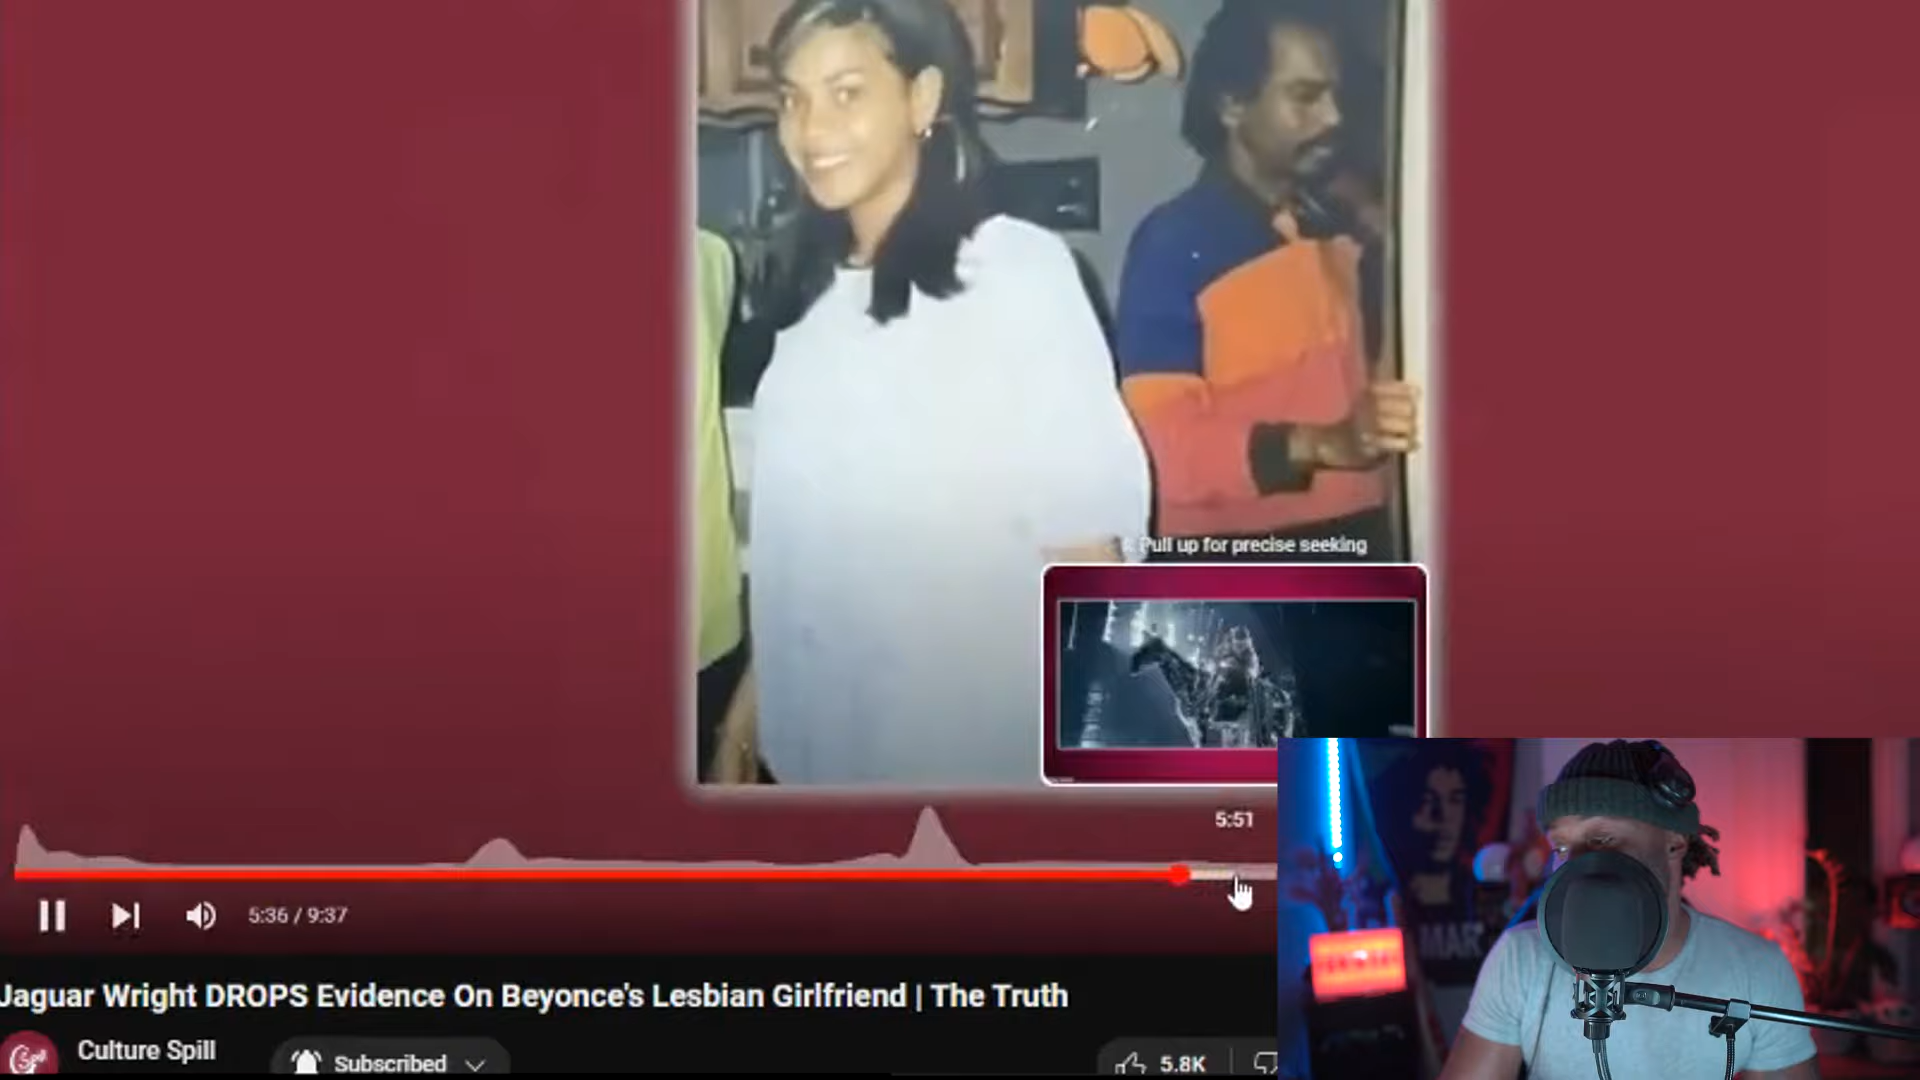 Pull up for precise seeking
5:51
5:36 / 9:37
MAR
Jaguar Wright DROPS Evidence On Beyonce's Lesbian Girlfriend | The Truth
Culture Spill
Subscribed
5.8K